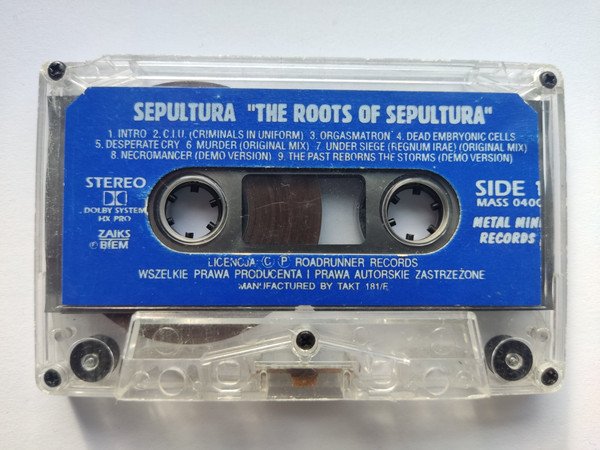 SEPULTURA "THE ROOTS OF SEPULTURA"
1. INTRO 2. C.I.U. (CRIMINALS IN UNIFORM) 3. ORGASMATRON 4. DEAD EMBRYONIC CELLS
5. DESPERATE CRY 6 MURDER (ORIGINAL MIX) 7 UNDER SIEGE (REGNUM IRAE) (ORIGINAL MIX)
8. NECROMANCER (DEMO VERSION) 9. THE PAST REBORNS THE STORMS (DEMO VERSION)
STEREO
DOLBY SYSTEM
HX PRO
ZAIKS
℗ BIEM
SIDE 1
MASS 0400
METAL MIN
RECORDS
LICENCJA © ℗ ROADRUNNER RECORDS
WSZELKIE PRAWA PRODUCENTA I PRAWA AUTORSKIE ZASTRZEŻONE
MANUFACTURED BY TAKT 181/F